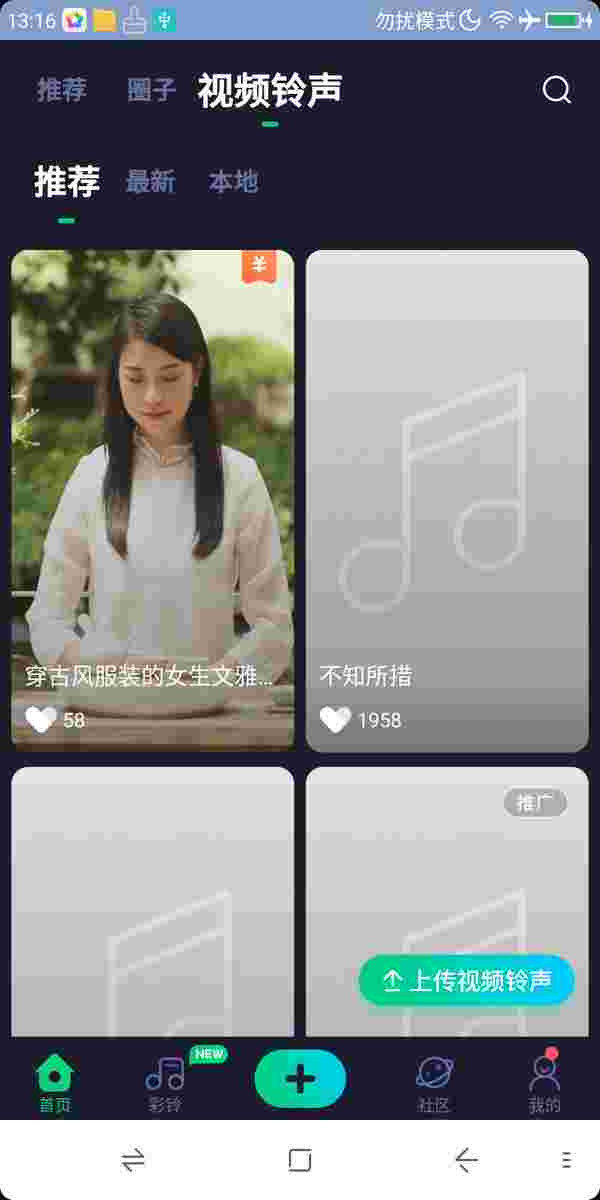 13:16 勿扰模式
推荐 圈子 视频铃声
推荐 最新 本地
¥
穿古风服装的女生文雅...
58
不知所措
1958
推广
上传视频铃声
首页
NEW
彩铃
社区
我的